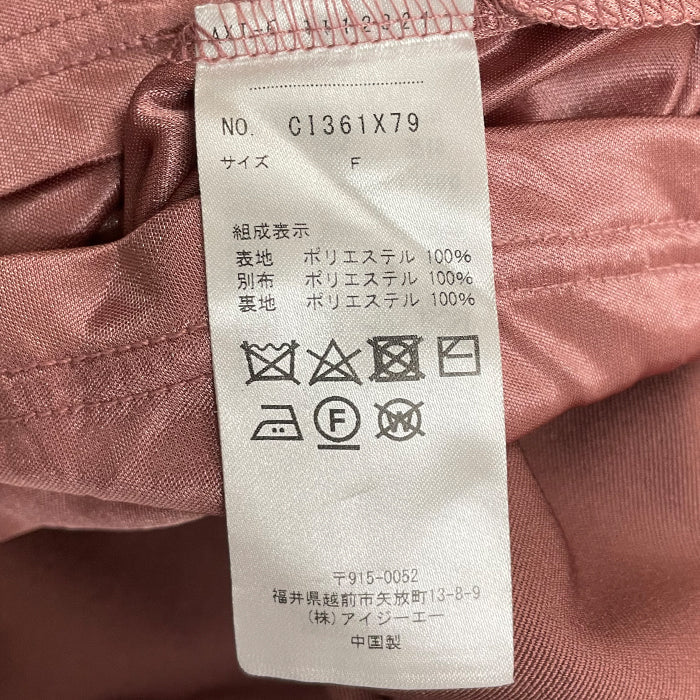 NO. CI361X79
サイズ F
組成表示
表地 ポリエステル 100%
別布 ポリエステル 100%
裏地 ポリエステル 100%
F
W
〒915-0052
福井県越前市矢放町13-8-9
(株) アイジーエー
中国製